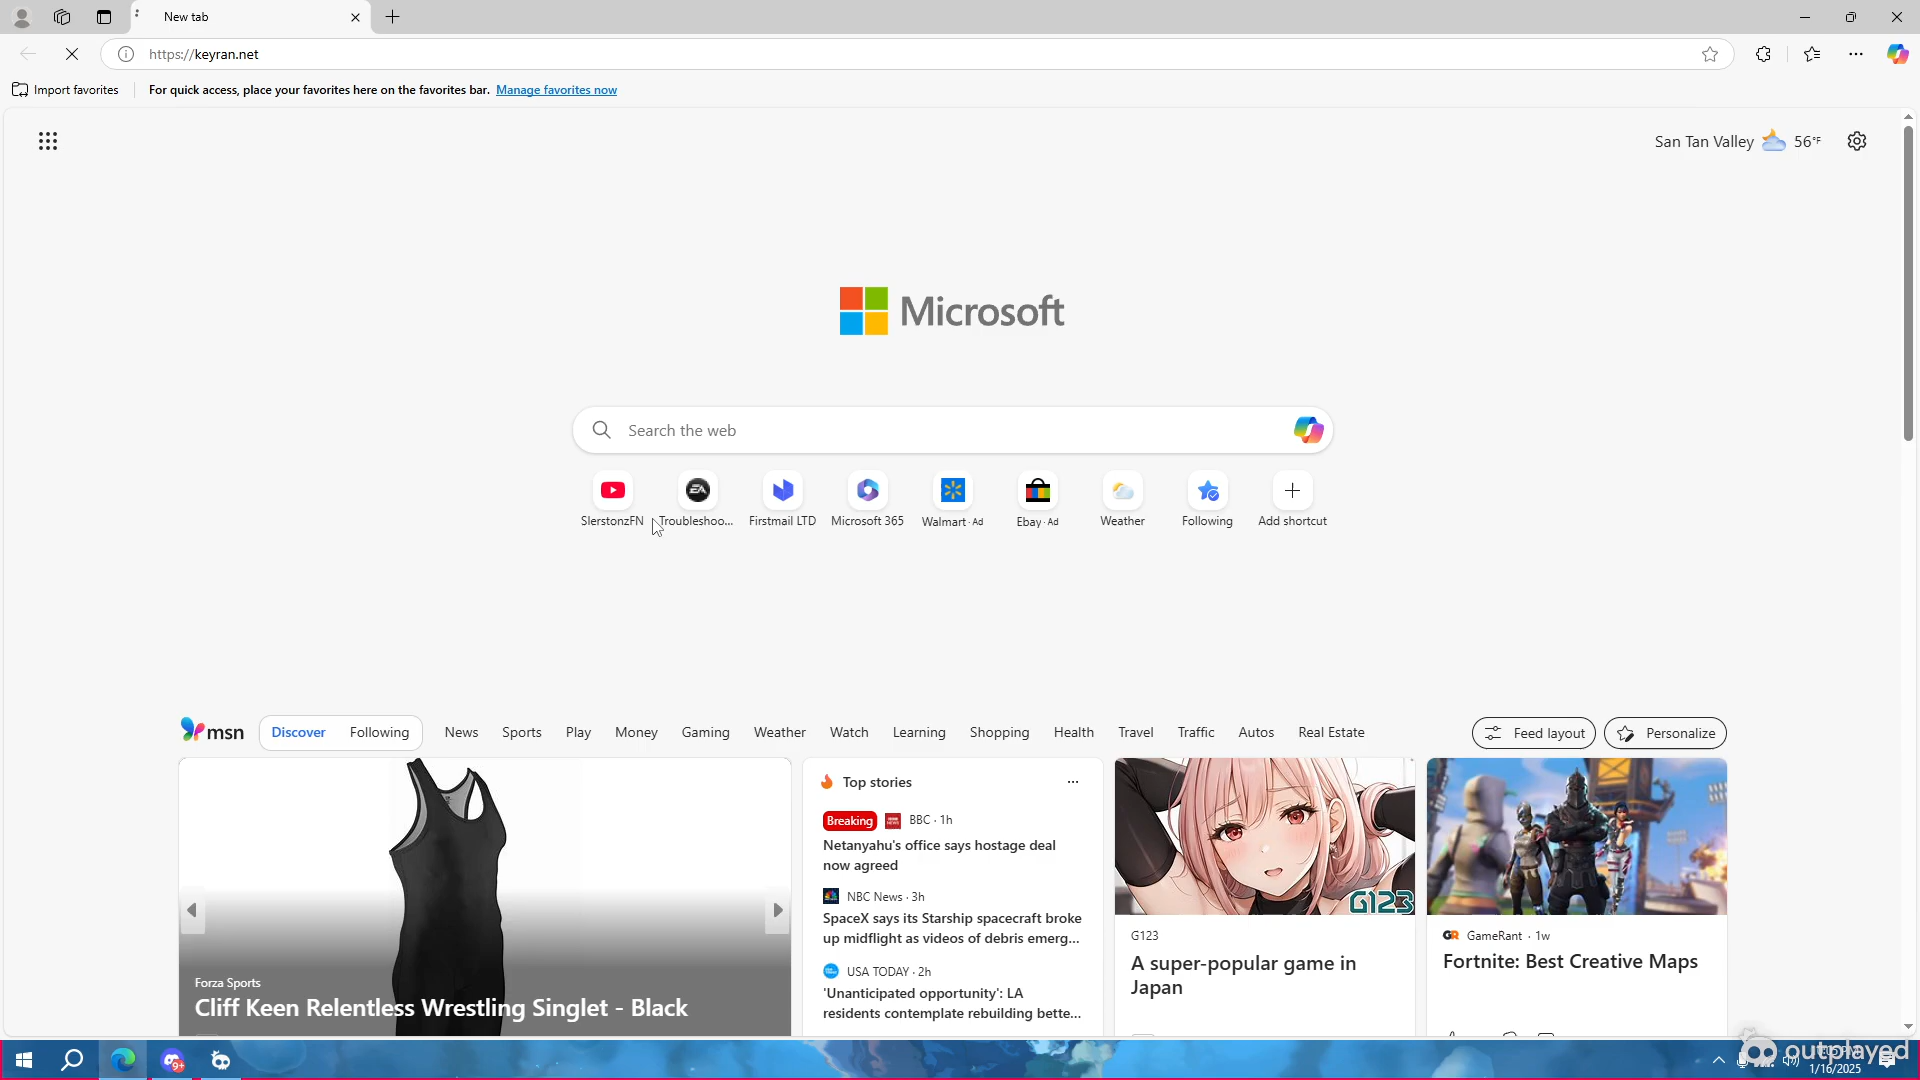 New tab
https://keyran.net
Import favorites
For quick access, place your favorites here on the favorites bar. Manage favorites now
San Tan Valley 56°F
Microsoft
Search the web
SlerstonzFN
Troubleshoo...
Firstmail LTD
Microsoft 365
Walmart · Ad
Ebay · Ad
Weather
Following
Add shortcut
msn Discover Following News Sports Play Money Gaming Weather Watch Learning Shopping Health Travel Traffic Autos Real Estate Feed layout Personalize
Forza Sports
Cliff Keen Relentless Wrestling Singlet - Black
Top stories
Breaking BBC · 1h
Netanyahu's office says hostage deal
now agreed
NBC News · 3h
SpaceX says its Starship spacecraft broke
up midflight as videos of debris emerg...
USA TODAY · 2h
'Unanticipated opportunity': LA
residents contemplate rebuilding bette...
G123
G123
A super-popular game in
Japan
GR GameRant · 1w
Fortnite: Best Creative Maps
9+
outplayed
1/16/2025